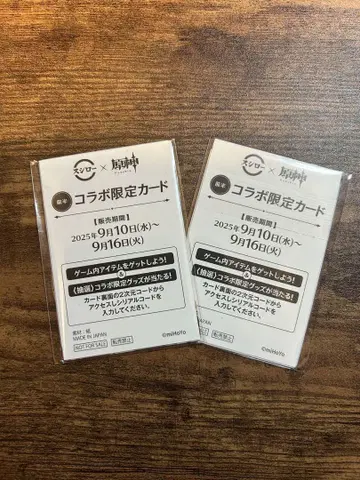 スシロー × 原神
限定 コラボ限定カード
【販売期間】
2025年9月10日(水)〜
9月16日(火)
ゲーム内アイテムをゲットしよう!
&
《抽選》コラボ限定グッズが当たる!
カード裏面の2次元コードから
アクセスしシリアルコードを
入力してください。
素材:紙
MADE IN JAPAN
NOT FOR SALE 転売禁止
©miHoYo
スシロー × 原神
コラボ限定カード
【販売期間】
2025年9月10日(水)〜
9月16日(火)
ゲーム内アイテムをゲットしよう!
《抽選》コラボ限定グッズが当たる!
カード裏面の2次元コードから
アクセスしシリアルコードを
入力してください。
JAPAN
転売禁止
©miHoYo